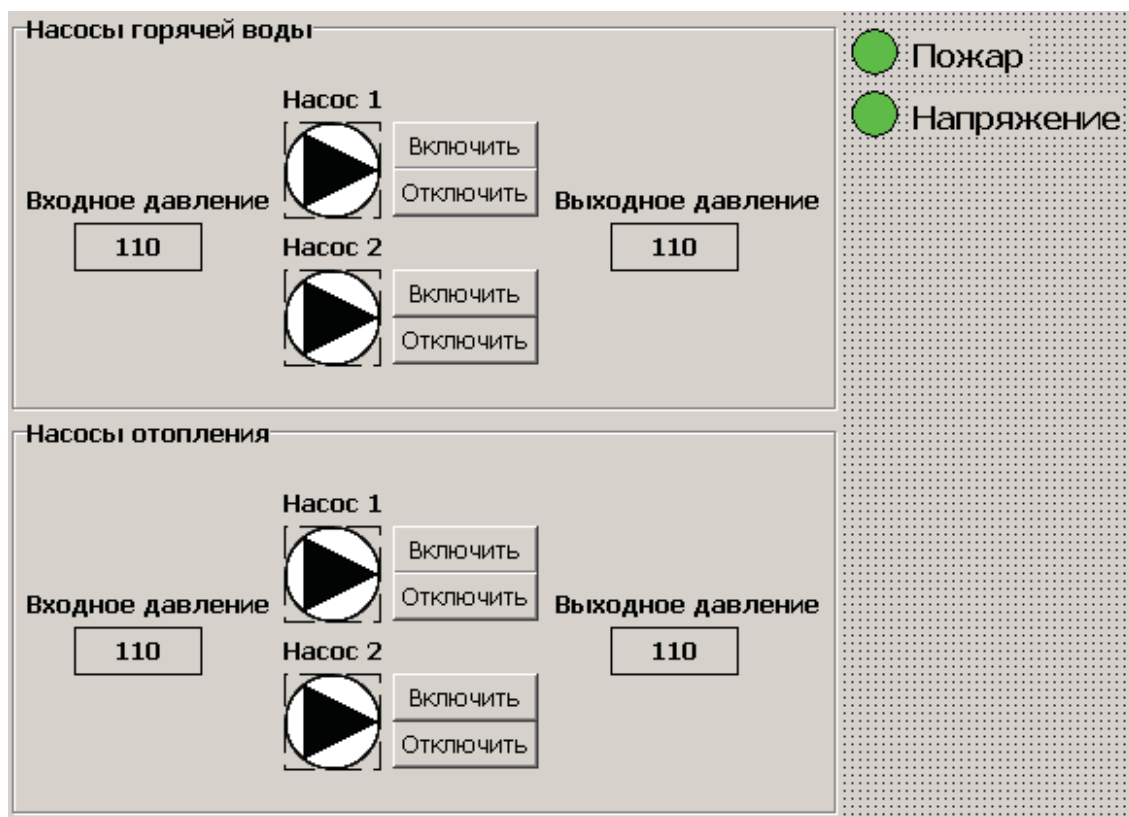 Насосы горячей воды
Пожар
Напряжение
Насос 1
Включить
Отключить
Входное давление
110
Выходное давление
110
Насос 2
Включить
Отключить
Насосы отопления
Насос 1
Включить
Отключить
Входное давление
110
Выходное давление
110
Насос 2
Включить
Отключить